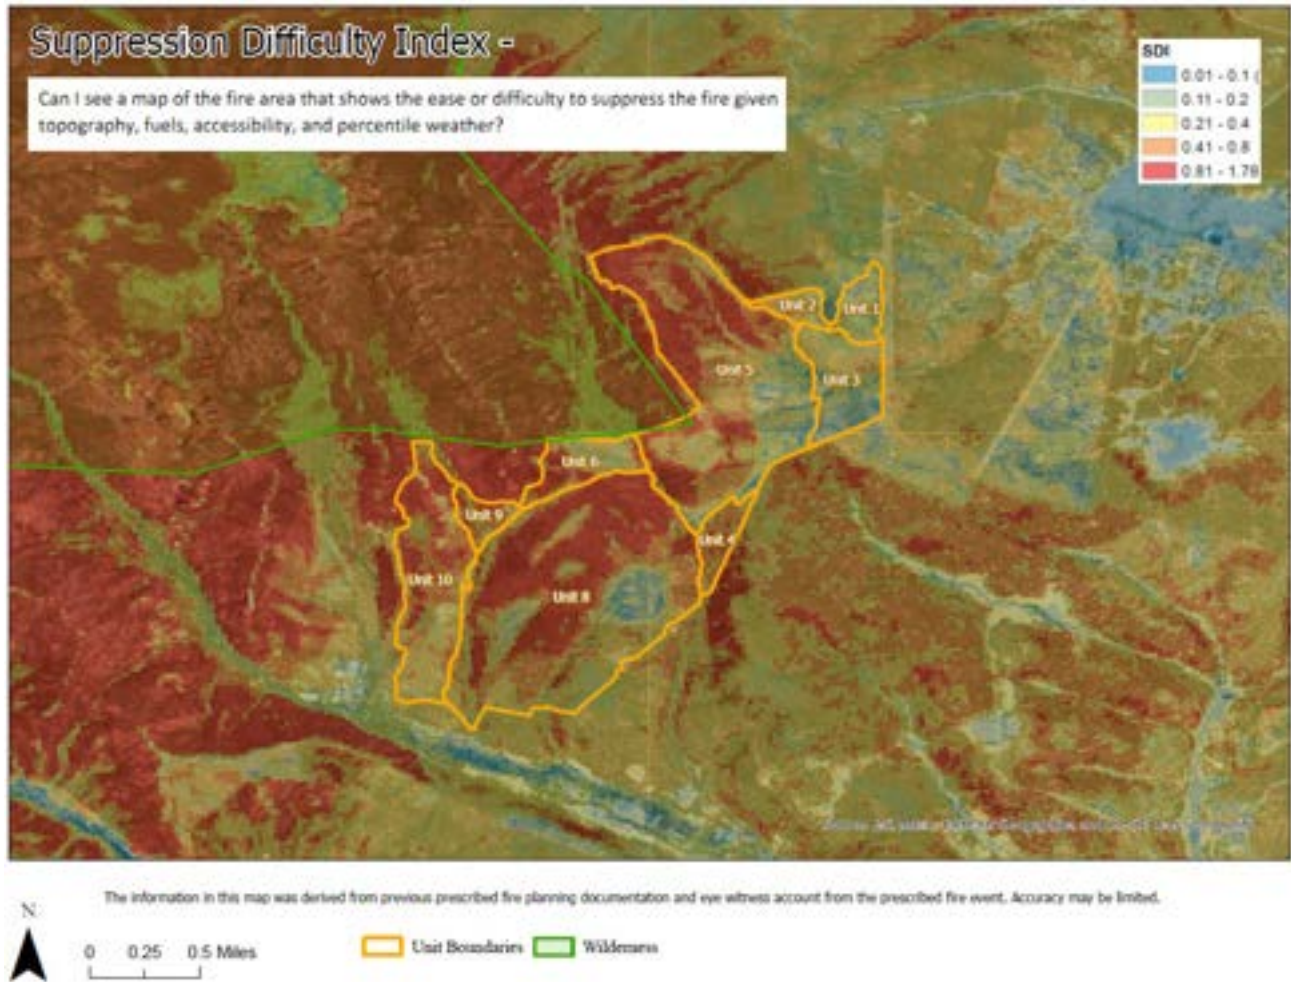 Suppression Difficulty Index -
Can I see a map of the fire area that shows the ease or difficulty to suppress the fire given
topography, fuels, accessibility, and percentile weather?
SDI
0.01 - 0.1 (
0.11 - 0.2
0.21 - 0.4
0.41 - 0.8
0.81 - 1.78
Unit 2
Unit 1
Unit 5
Unit 3
Unit 6
Unit 9
Unit 4
Unit 10
Unit 8
The information in this map was derived from previous prescribed fire planning documentation and eye witness account from the prescribed fire event. Accuracy may be limited.
N
0 0.25 0.5 Miles
Unit Boundaries
Wilderness